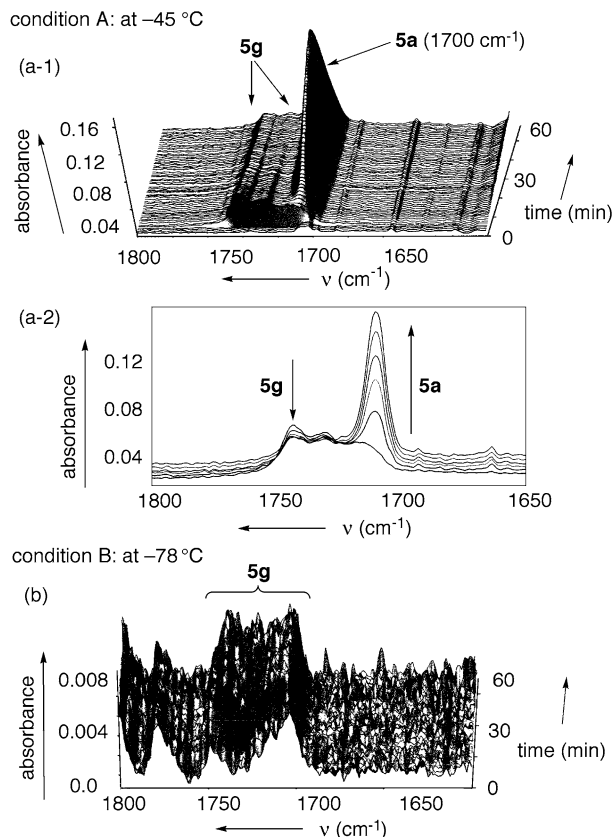 condition A: at –45 °C
5g
5a (1700 cm-1)
(a-1)
absorbance
0.16
0.12
0.08
0.04
60
30
0
time (min)
1800
1750
1700
1650
ν (cm-1)
(a-2)
absorbance
0.12
0.08
0.04
5g
5a
1800
1750
1700
1650
ν (cm-1)
condition B: at –78 °C
5g
(b)
absorbance
0.008
0.004
0.0
60
30
0
time (min)
1800
1750
1700
1650
ν (cm-1)